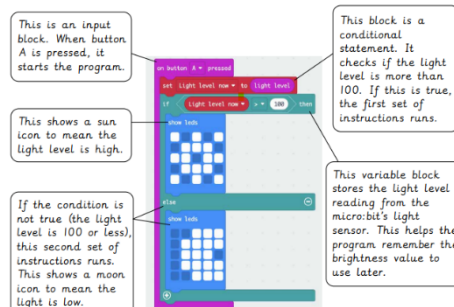 This is an input
block. When button
A is pressed, it
starts the program.
This shows a sun
icon to mean the
light level is high.
If the condition is
not true (the light
level is 100 or less),
this second set of
instructions runs.
This shows a moon
icon to mean the
light is low.
on button A ▾ pressed
set Light level now ▾ to light level
if Light level now ▾ > ▾ 100 then
show leds
else
show leds
This block is a
conditional
statement. It
checks if the light
level is more than
100. If this is true,
the first set of
instructions runs.
This variable block
stores the light level
reading from the
micro:bit's light
sensor. This helps the
program remember the
brightness value to
use later.